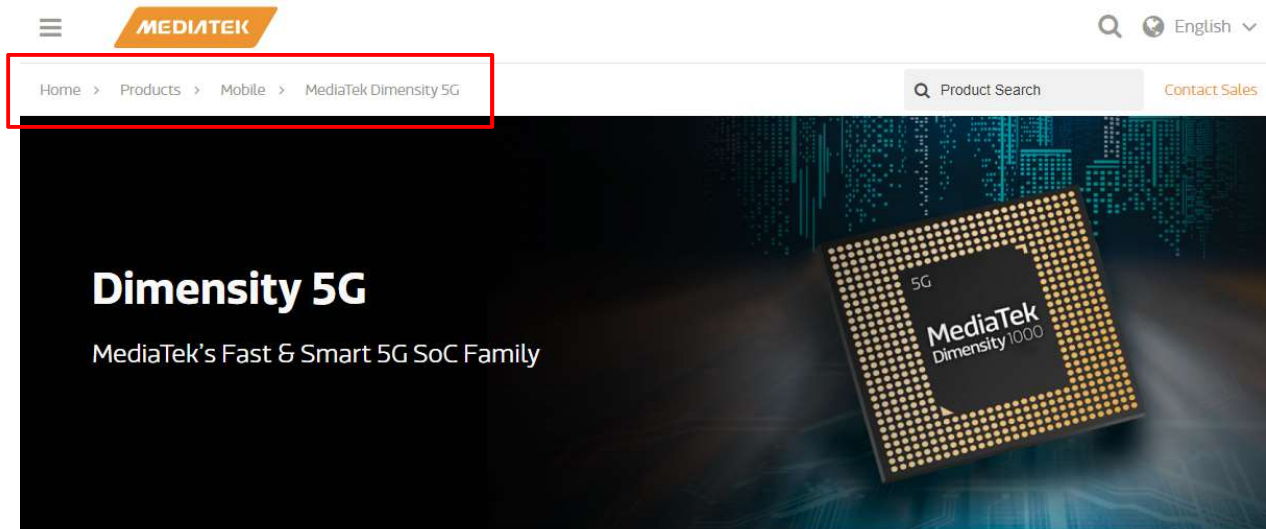 MEDIATEK
English
Home > Products > Mobile > MediaTek Dimensity 5G
Product Search
Contact Sales
Dimensity 5G
MediaTek's Fast & Smart 5G SoC Family
5G
MediaTek
Dimensity 1000